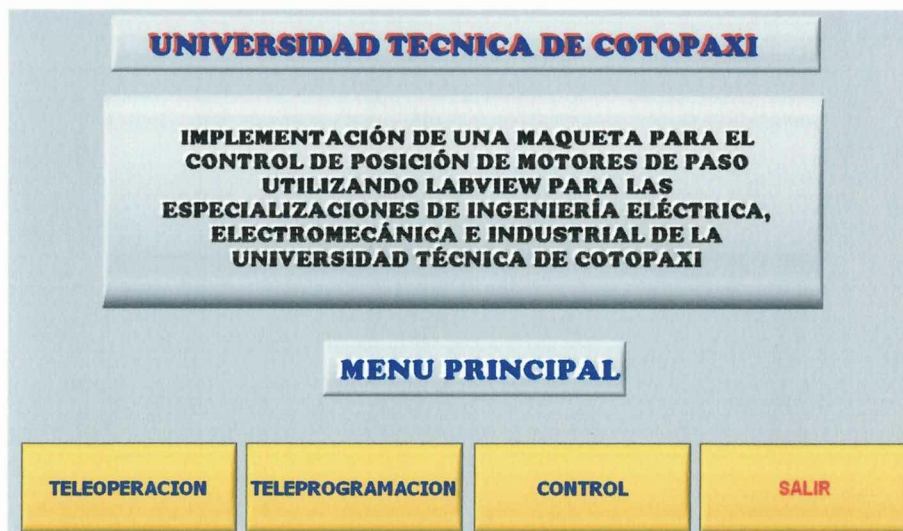 UNIVERSIDAD TECNICA DE COTOPAXI
IMPLEMENTACIÓN DE UNA MAQUETA PARA EL
CONTROL DE POSICIÓN DE MOTORES DE PASO
UTILIZANDO LABVIEW PARA LAS
ESPECIALIZACIONES DE INGENIERÍA ELÉCTRICA,
ELECTROMECÁNICA E INDUSTRIAL DE LA
UNIVERSIDAD TÉCNICA DE COTOPAXI
MENU PRINCIPAL
TELEOPERACION TELEPROGRAMACION CONTROL SALIR